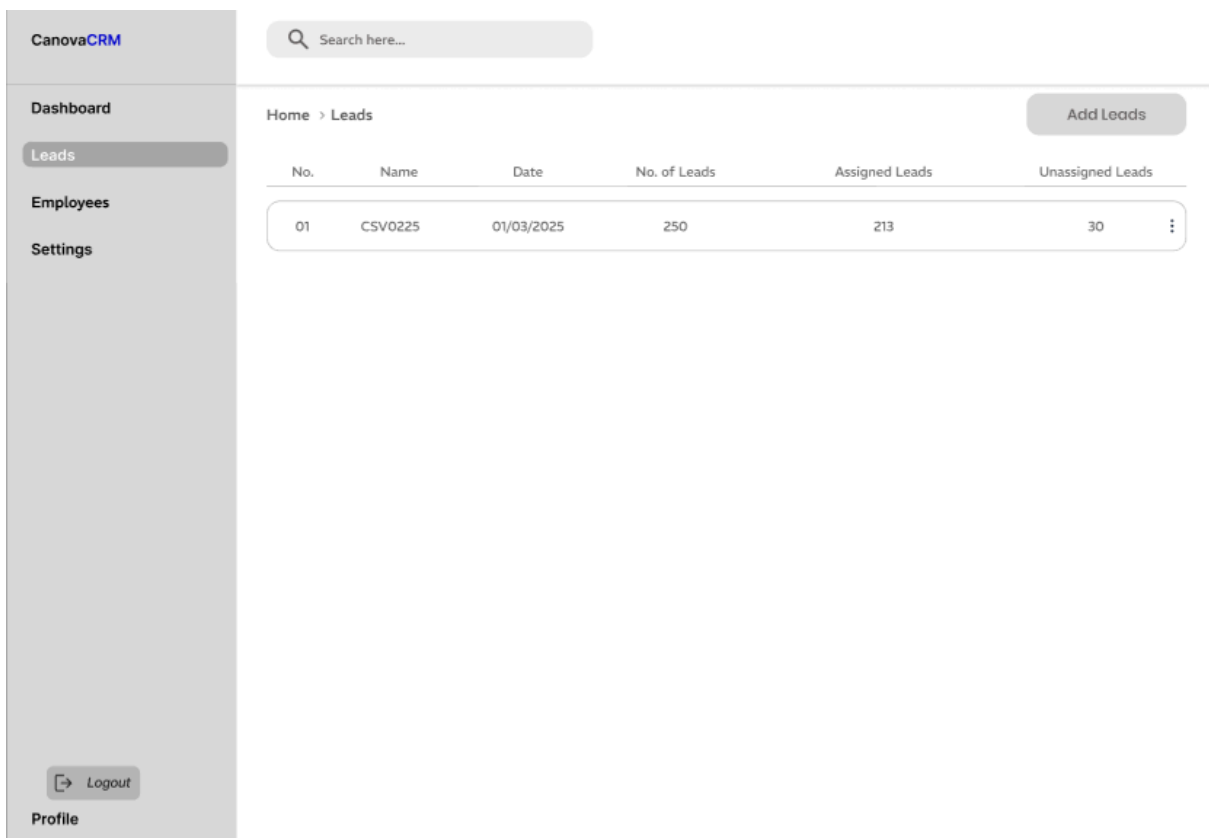 CanovaCRM
Search here...
Dashboard
Leads
Employees
Settings
Home > Leads
Add Leads
No. Name Date No. of Leads Assigned Leads Unassigned Leads
01 CSV0225 01/03/2025 250 213 30
Logout
Profile